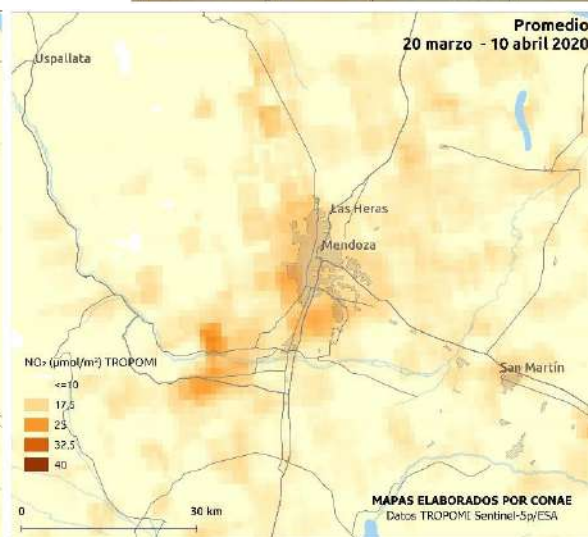 Promedio
20 marzo - 10 abril 2020
Uspallata
Las Heras
Mendoza
San Martín
NO₂ (µmol/m²) TROPOMI
<=10
17,5
25
32,5
40
0 30 km
MAPAS ELABORADOS POR CONAE
Datos TROPOMI Sentinel-5p/ESA